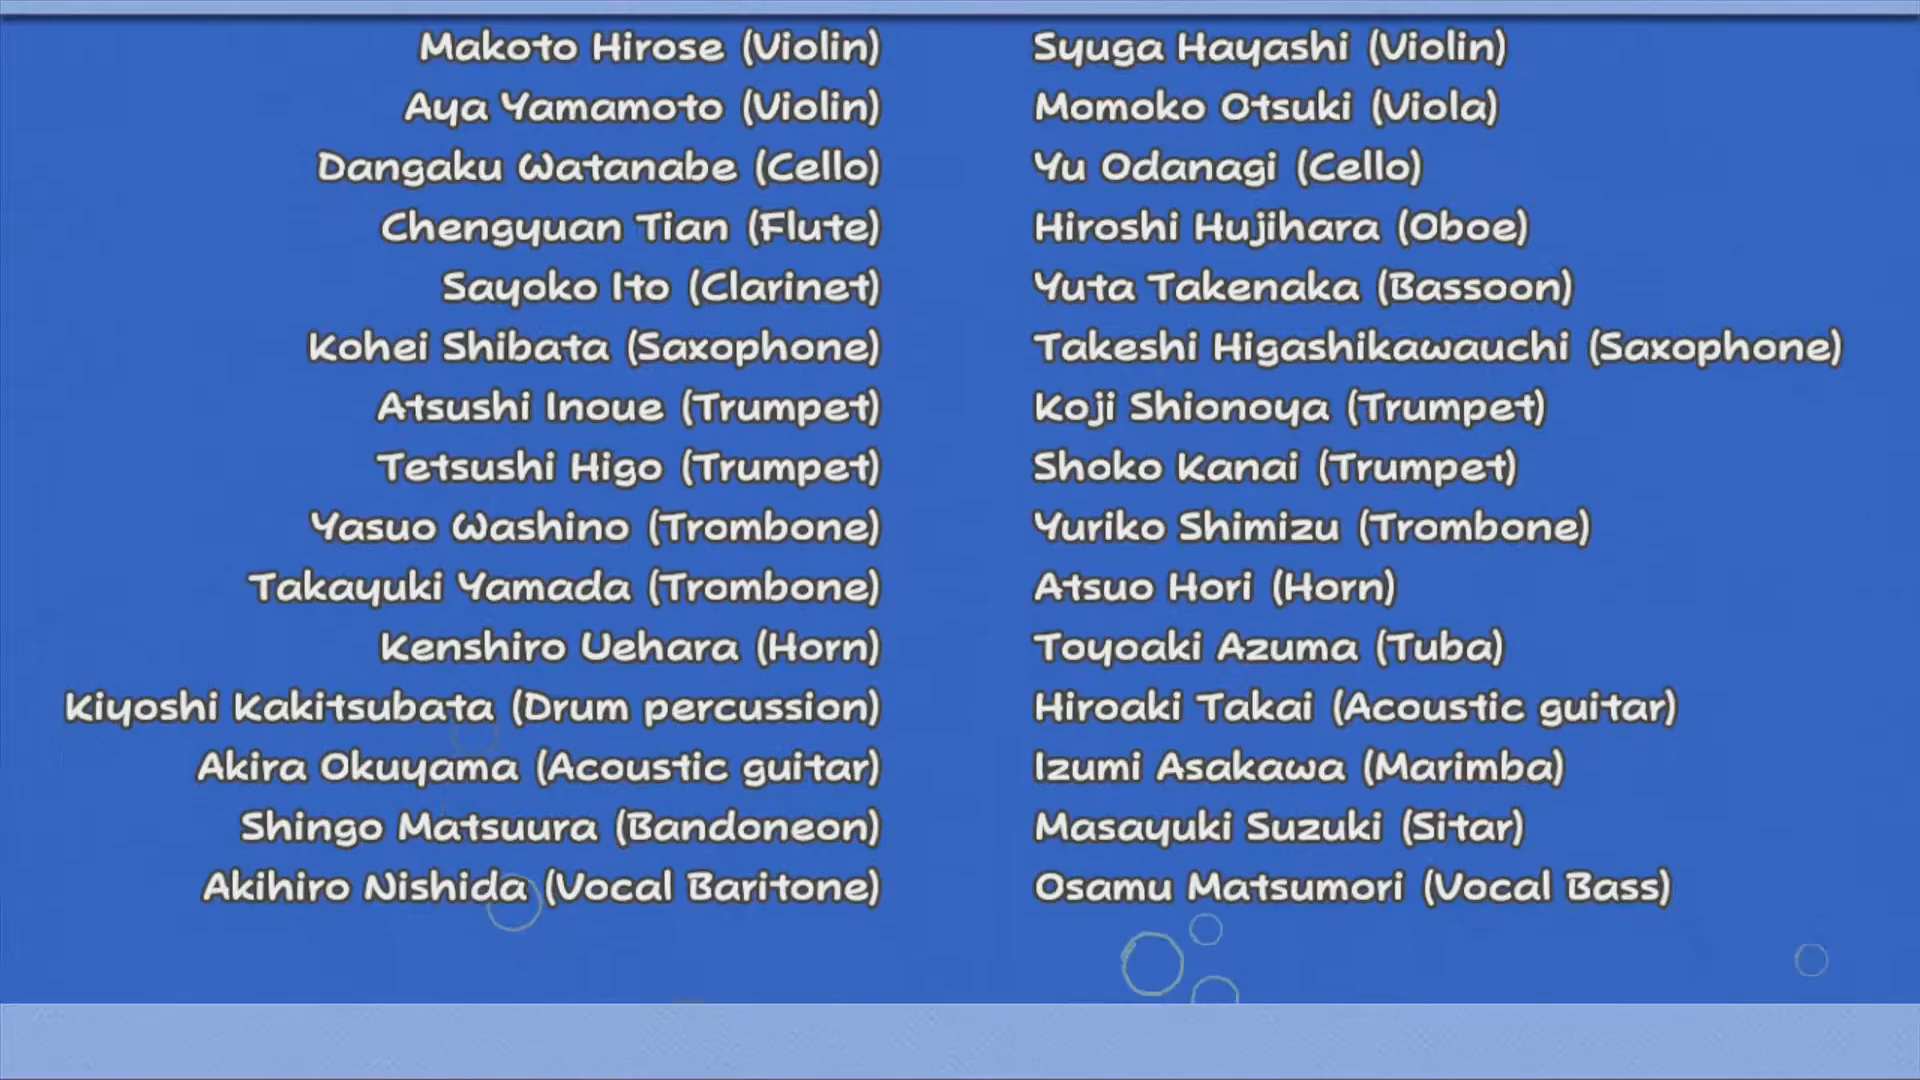 Makoto Hirose (Violin) Syuga Hayashi (Violin)
Aya Yamamoto (Violin) Momoko Otsuki (Viola)
Dangaku Watanabe (Cello) Yu Odanagi (Cello)
Chengyuan Tian (Flute) Hiroshi Hujihara (Oboe)
Sayoko Ito (Clarinet) Yuta Takenaka (Bassoon)
Kohei Shibata (Saxophone) Takeshi Higashikawauchi (Saxophone)
Atsushi Inoue (Trumpet) Koji Shionoya (Trumpet)
Tetsushi Higo (Trumpet) Shoko Kanai (Trumpet)
Yasuo Washino (Trombone) Yuriko Shimizu (Trombone)
Takayuki Yamada (Trombone) Atsuo Hori (Horn)
Kenshiro Uehara (Horn) Toyoaki Azuma (Tuba)
Kiyoshi Kakitsubata (Drum percussion) Hiroaki Takai (Acoustic guitar)
Akira Okuyama (Acoustic guitar) Izumi Asakawa (Marimba)
Shingo Matsuura (Bandoneon) Masayuki Suzuki (Sitar)
Akihiro Nishida (Vocal Baritone) Osamu Matsumori (Vocal Bass)